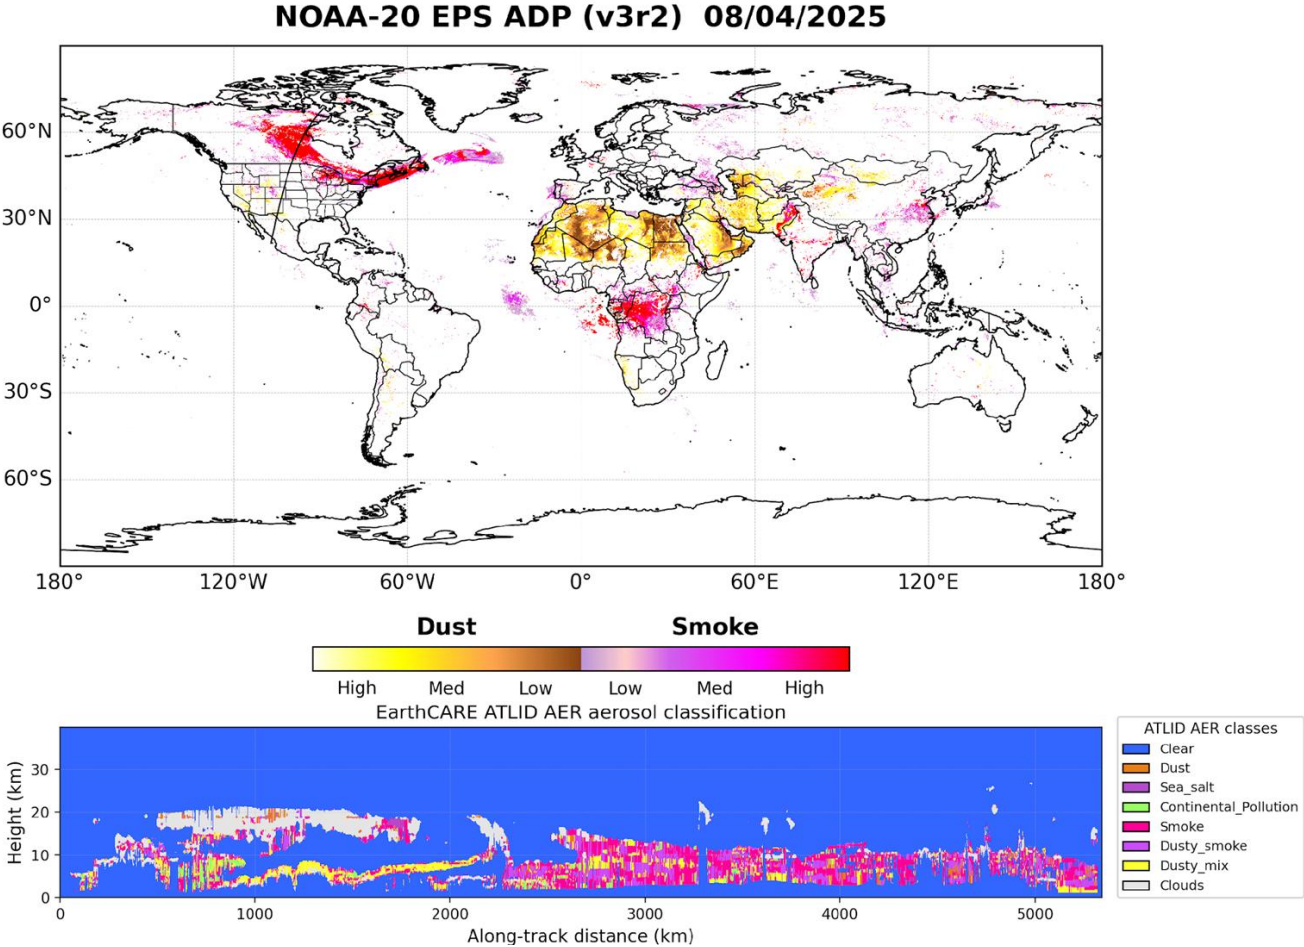 NOAA-20 EPS ADP (v3r2)  08/04/2025
60°N
30°N
0°
30°S
60°S
180° 120°W 60°W 0° 60°E 120°E 180°
Dust Smoke
High Med Low Low Med High
EarthCARE ATLID AER aerosol classification
Height (km)
30
20
10
0
0 1000 2000 3000 4000 5000
Along-track distance (km)
ATLID AER classes
Clear
Dust
Sea_salt
Continental_Pollution
Smoke
Dusty_smoke
Dusty_mix
Clouds